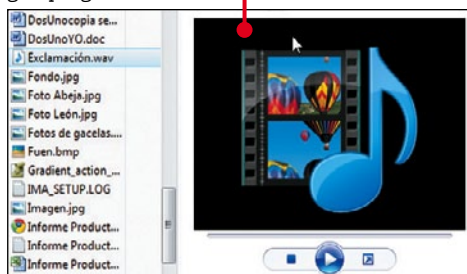 DosUnocopia se...
DosUnoYO.doc
Exclamación.wav
Fondo.jpg
Foto Abeja.jpg
Foto León.jpg
Fotos de gacelas....
Fuen.bmp
Gradient_action_...
IMA_SETUP.LOG
Imagen.jpg
Informe Product...
Informe Product...
Informe Product...